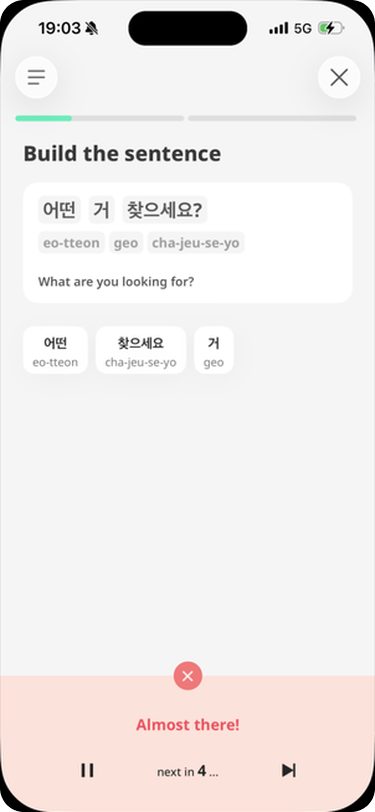 19:03 5G
Build the sentence
어떤 거 찾으세요?
eo-tteon geo cha-jeu-se-yo
What are you looking for?
어떤 찾으세요 거
eo-tteon cha-jeu-se-yo geo
Almost there!
next in 4 ...